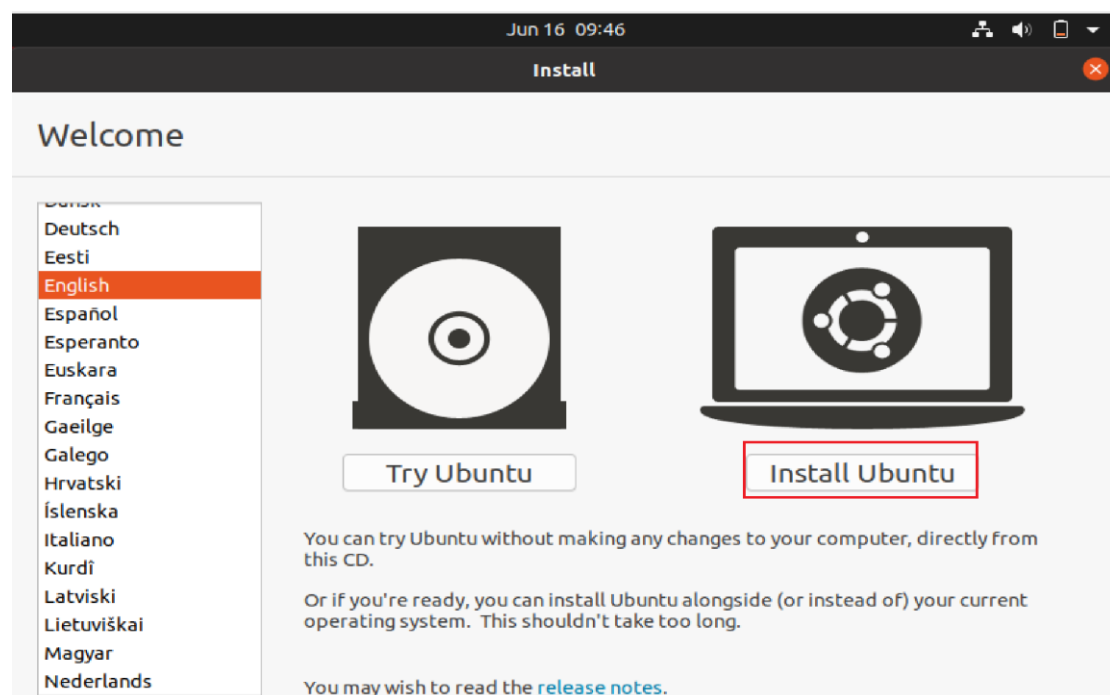 Jun 16 09:46
Install
Welcome
Dansk
Deutsch
Eesti
English
Español
Esperanto
Euskara
Français
Gaeilge
Galego
Hrvatski
Íslenska
Italiano
Kurdî
Latviski
Lietuviškai
Magyar
Nederlands
Try Ubuntu
Install Ubuntu
You can try Ubuntu without making any changes to your computer, directly from
this CD.
Or if you're ready, you can install Ubuntu alongside (or instead of) your current
operating system. This shouldn't take too long.
You may wish to read the release notes.